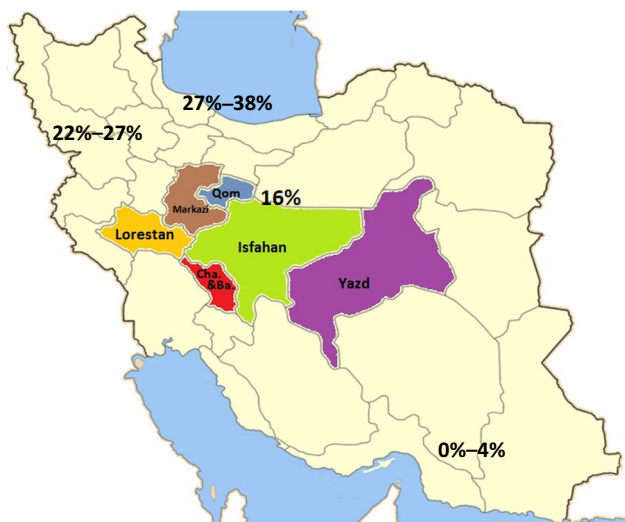 27%–38%
22%–27%
Qom
16%
Markazi
Lorestan
Isfahan
Cha.
&Ba.
Yazd
0%–4%